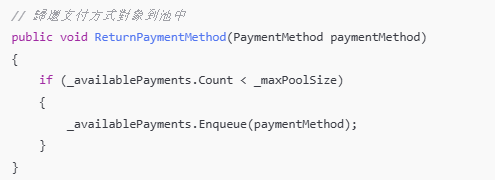 // 歸還支付方式對象到池中
public void ReturnPaymentMethod(PaymentMethod paymentMethod)
{
    if (_availablePayments.Count < _maxPoolSize)
    {
        _availablePayments.Enqueue(paymentMethod);
    }
}